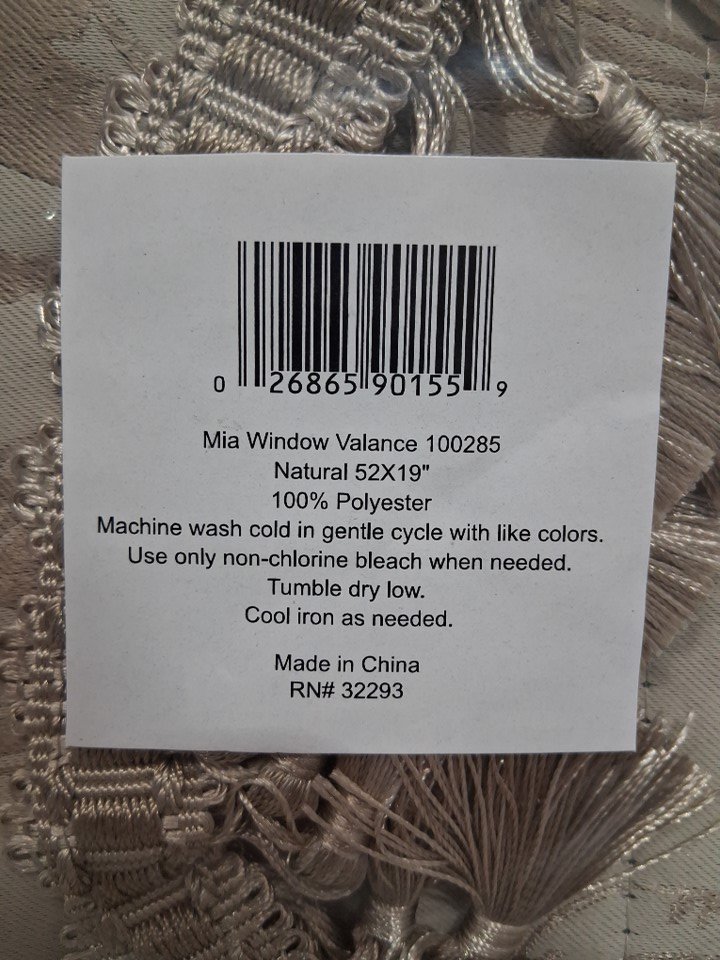 0 26865 90155 9
Mia Window Valance 100285
Natural 52X19"
100% Polyester
Machine wash cold in gentle cycle with like colors.
Use only non-chlorine bleach when needed.
Tumble dry low.
Cool iron as needed.
Made in China
RN# 32293